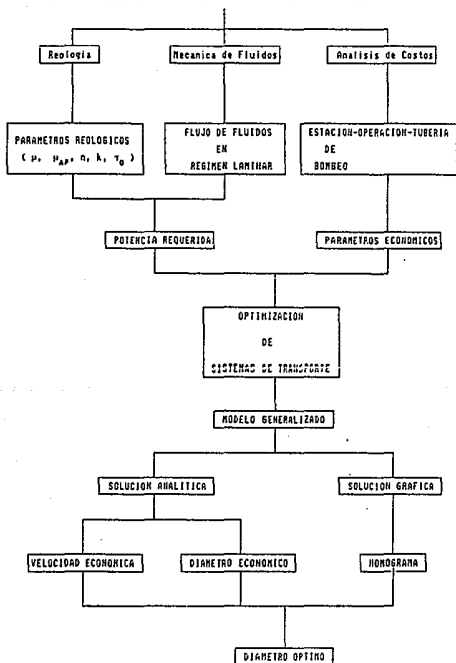 Reologia
Mecanica de Fluidos
Analisis de Costos
PARAMETROS REOLOGICOS
( μ, μAP, n, k, τ0 )
FLUJO DE FLUIDOS
EN
REGIMEN LAMINAR
ESTACION-OPERACION-TUBERIA
DE
BOMBEO
POTENCIA REQUERIDA
PARAMETROS ECONOMICOS
OPTIMIZACION
DE
SISTEMAS DE TRANSPORTE
MODELO GENERALIZADO
SOLUCION ANALITICA
SOLUCION GRAFICA
VELOCIDAD ECONOMICA
DIAMETRO ECONOMICO
NONOGRAMA
DIAMETRO OPTIMO